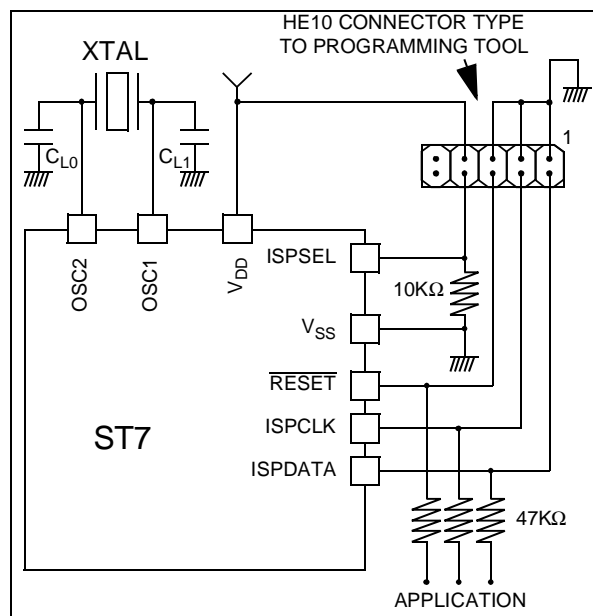 HE10 CONNECTOR TYPE
TO PROGRAMMING TOOL
XTAL
1
CL0
CL1
OSC2
OSC1
VDD
ISPSEL
10KΩ
VSS
RESET
ISPCLK
ST7
ISPDATA
47KΩ
APPLICATION